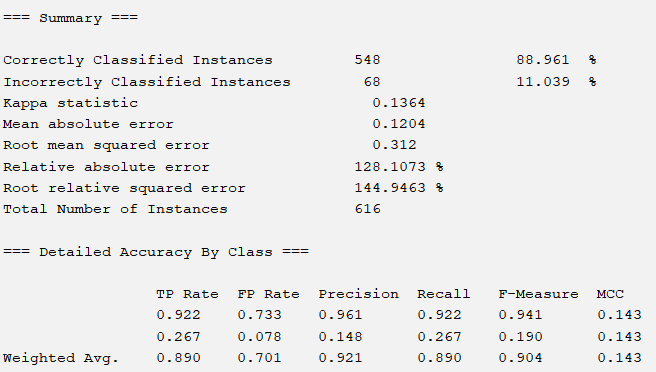 === Summary ===
Correctly Classified Instances 548 88.961 %
Incorrectly Classified Instances 68 11.039 %
Kappa statistic 0.1364
Mean absolute error 0.1204
Root mean squared error 0.312
Relative absolute error 128.1073 %
Root relative squared error 144.9463 %
Total Number of Instances 616
=== Detailed Accuracy By Class ===
TP Rate FP Rate Precision Recall F-Measure MCC
0.922 0.733 0.961 0.922 0.941 0.143
0.267 0.078 0.148 0.267 0.190 0.143
Weighted Avg. 0.890 0.701 0.921 0.890 0.904 0.143